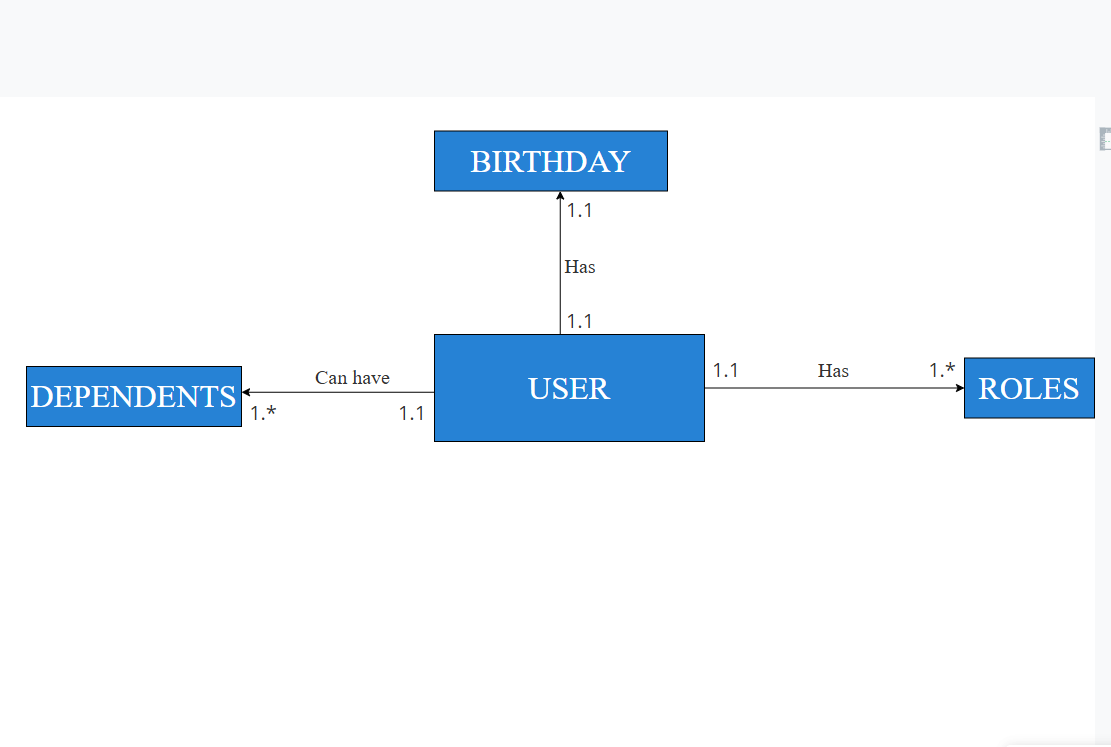 BIRTHDAY
1.1
Has
1.1
DEPENDENTS
Can have
1.*
1.1
USER
1.1
Has
1.*
ROLES